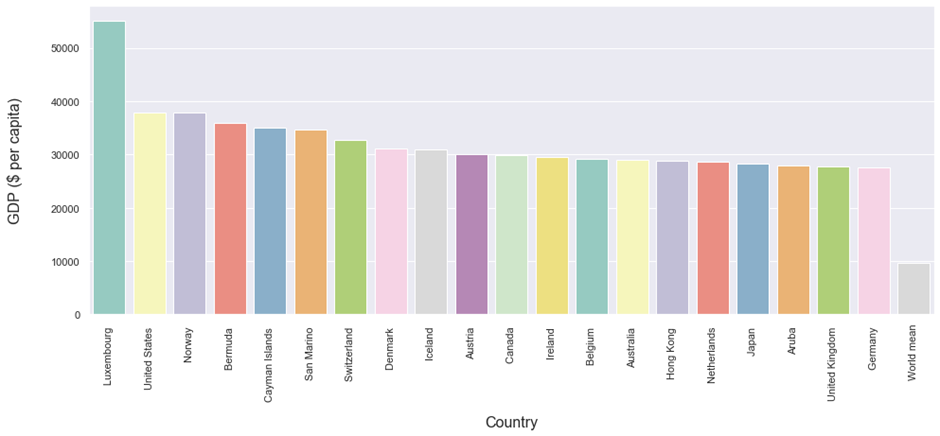 50000
40000
30000
20000
10000
0
GDP ($ per capita)
Luxembourg
United States
Norway
Bermuda
Cayman Islands
San Marino
Switzerland
Denmark
Iceland
Austria
Canada
Ireland
Belgium
Australia
Hong Kong
Netherlands
Japan
Aruba
United Kingdom
Germany
World mean
Country